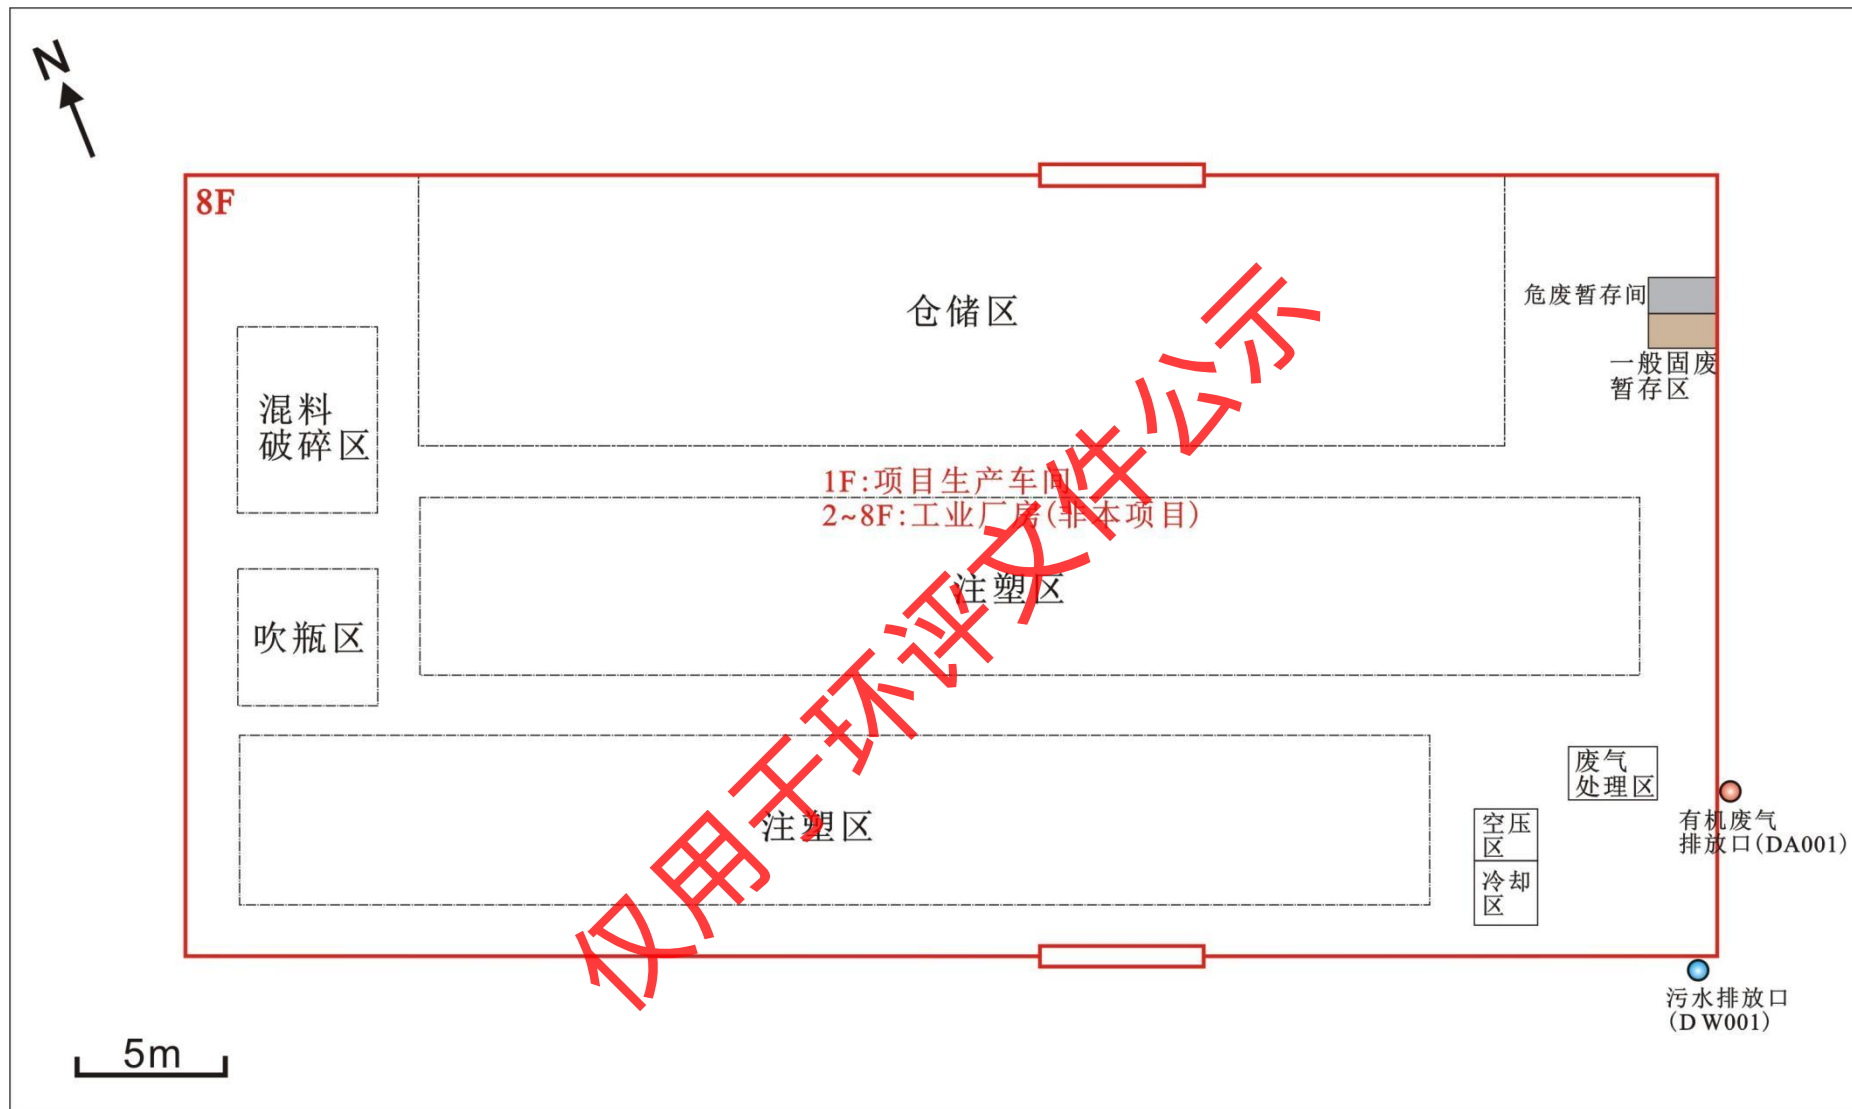 N
8F
仓储区
危废暂存间
一般固废
暂存区
混料
破碎区
1F:项目生产车间
2~8F:工业厂房(非本项目)
注塑区
吹瓶区
注塑区
废气
处理区
空压
区
冷却
区
有机废气
排放口(DA001)
污水排放口
(DW001)
5m
仅用于环评文件公示